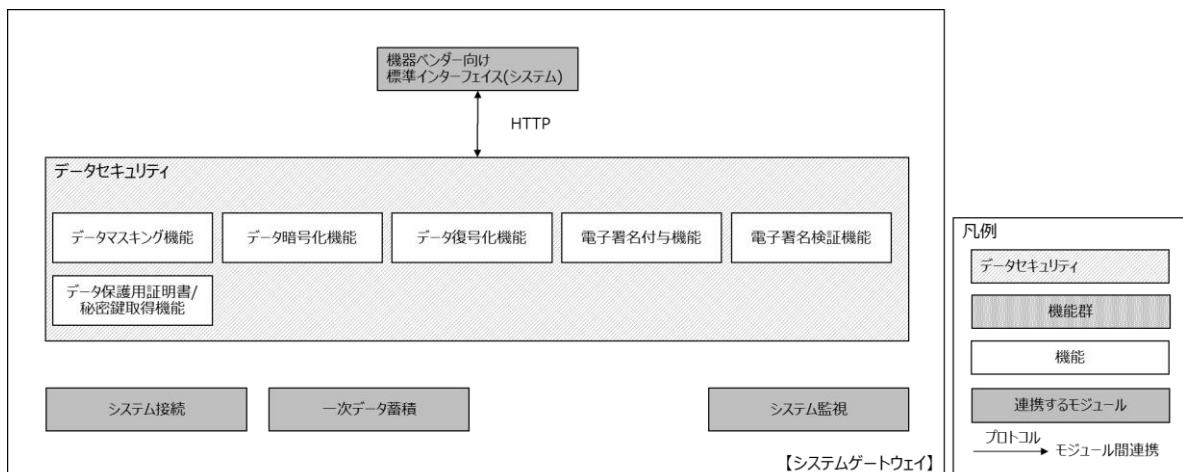 機器ベンダー向け
標準インターフェイス(システム)
HTTP
データセキュリティ
データマスキング機能
データ暗号化機能
データ復号化機能
電子署名付与機能
電子署名検証機能
データ保護用証明書/
秘密鍵取得機能
システム接続
一次データ蓄積
システム監視
【システムゲートウェイ】
凡例
データセキュリティ
機能群
機能
連携するモジュール
プロトコル
モジュール間連携